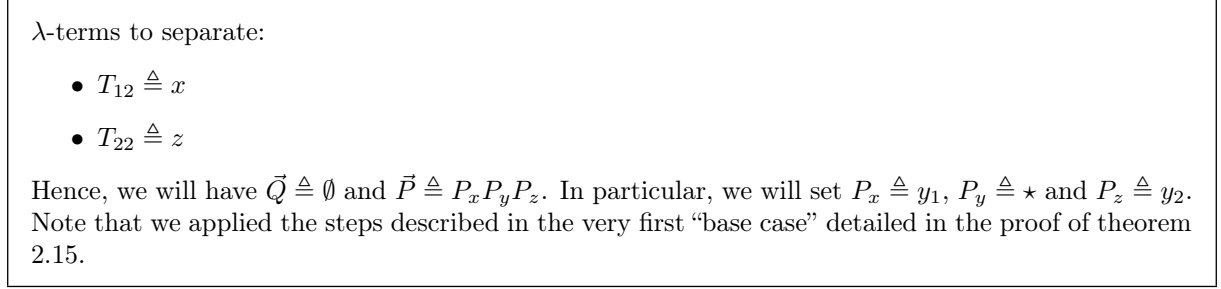 λ-terms to separate:
• T₁₂ ≜ x
• T₂₂ ≜ z
Hence, we will have Q⃗ ≜ ∅ and P⃗ ≜ PₓP_yP_z. In particular, we will set Pₓ ≜ y₁, P_y ≜ ⋆ and P_z ≜ y₂.
Note that we applied the steps described in the very first “base case” detailed in the proof of theorem
2.15.